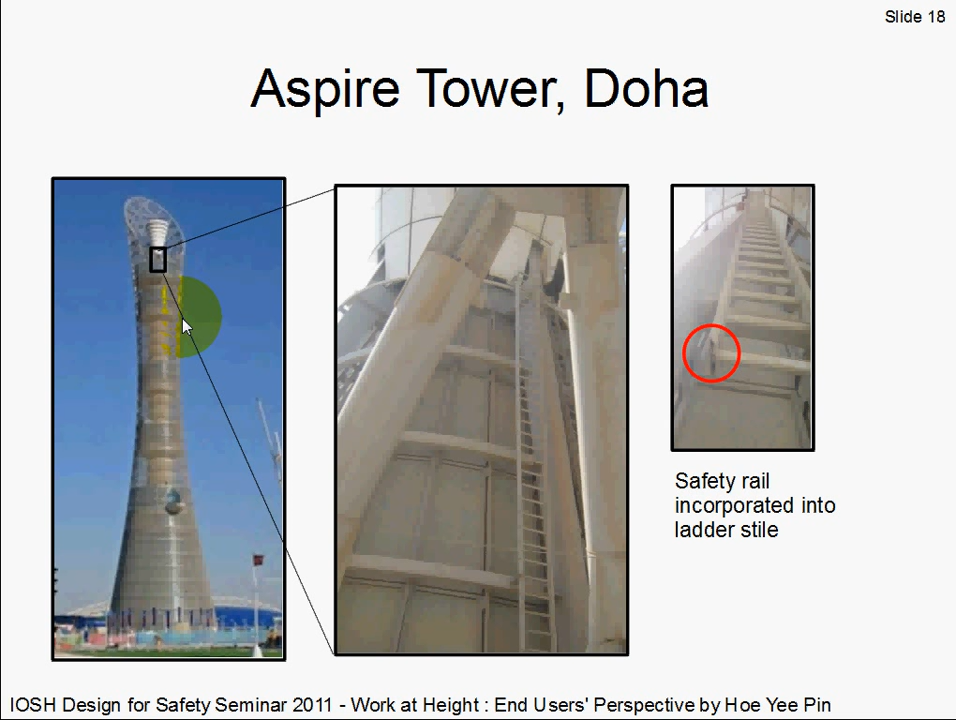 Slide 18
Aspire Tower, Doha
Safety rail
incorporated into
ladder stile
IOSH Design for Safety Seminar 2011 - Work at Height : End Users' Perspective by Hoe Yee Pin